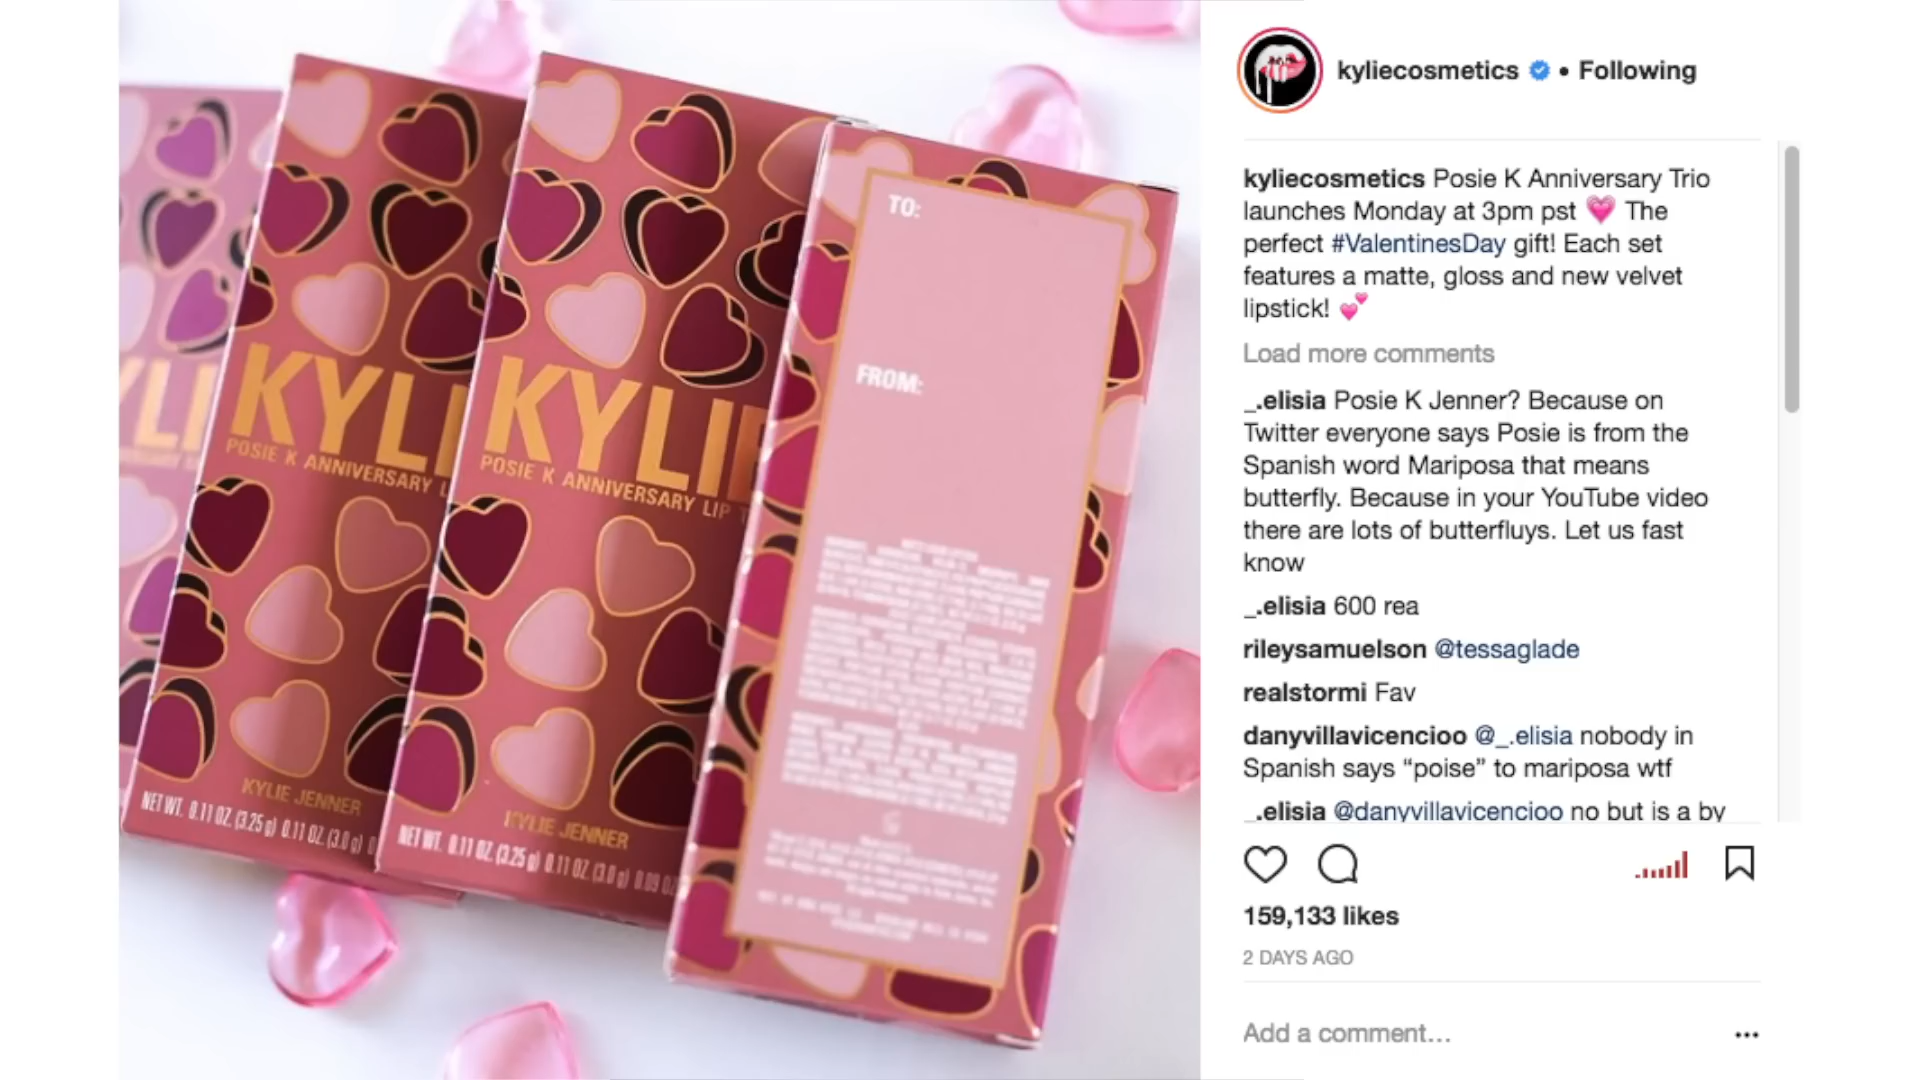 YLI
KYLI
POSIE K ANNIVERSARY L
KYLIE JENNER
NET WT. 0.11 OZ. (3.25 g) 0.11 OZ. (3.0 g) 0
KYLIE
POSIE K ANNIVERSARY LIP T
KYLIE JENNER
NET WT. 0.11 OZ. (3.25 g) 0.11 OZ. (3.0 g) 0.09 OZ
TO:
FROM:
kyliecosmetics • Following
kyliecosmetics Posie K Anniversary Trio
launches Monday at 3pm pst 💗 The
perfect #ValentinesDay gift! Each set
features a matte, gloss and new velvet
lipstick! 💕
Load more comments
_.elisia Posie K Jenner? Because on
Twitter everyone says Posie is from the
Spanish word Mariposa that means
butterfly. Because in your YouTube video
there are lots of butterfluys. Let us fast
know
_.elisia 600 rea
rileysamuelson @tessaglade
realstormi Fav
danyvillavicencioo @_.elisia nobody in
Spanish says “poise” to mariposa wtf
_.elisia @danyvillavicencioo no but is a by
159,133 likes
2 DAYS AGO
Add a comment...